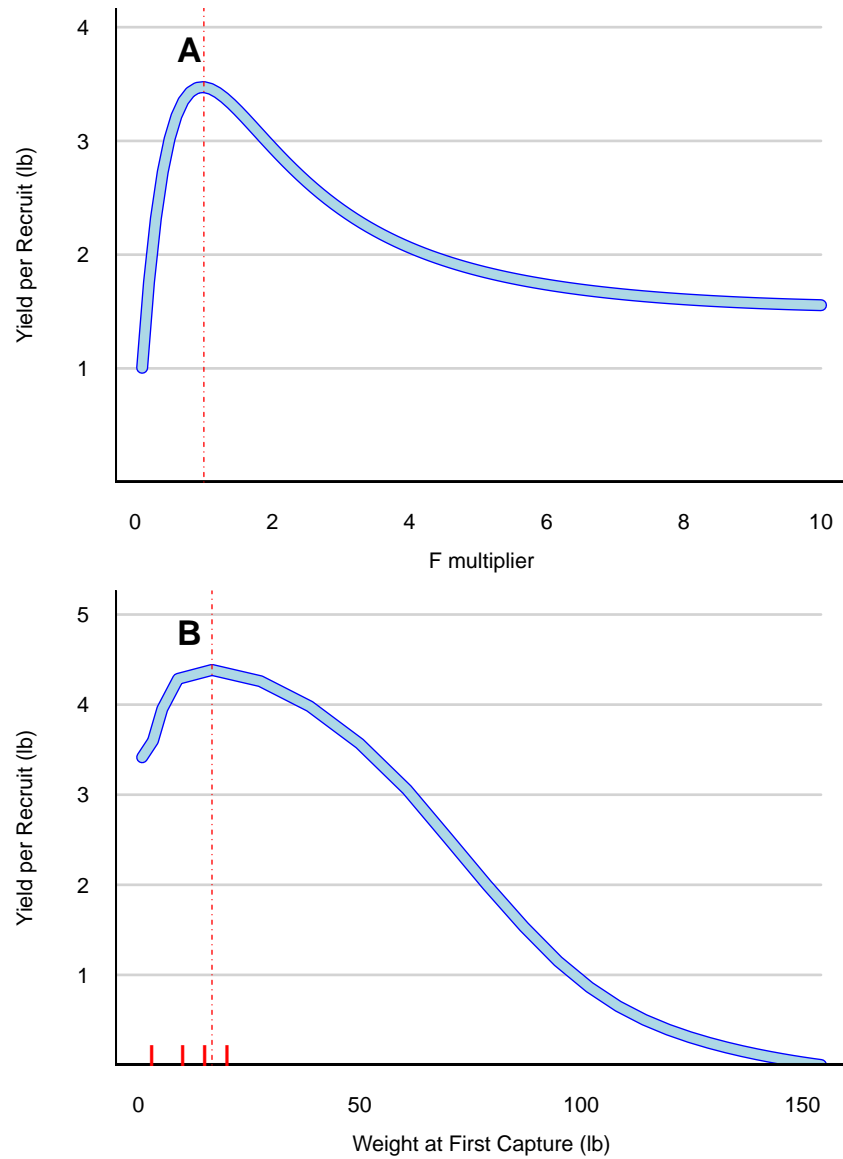 4
A
3
2
1
Yield per Recruit (lb)
0 2 4 6 8 10
F multiplier
5
B
4
3
2
1
Yield per Recruit (lb)
0 50 100 150
Weight at First Capture (lb)